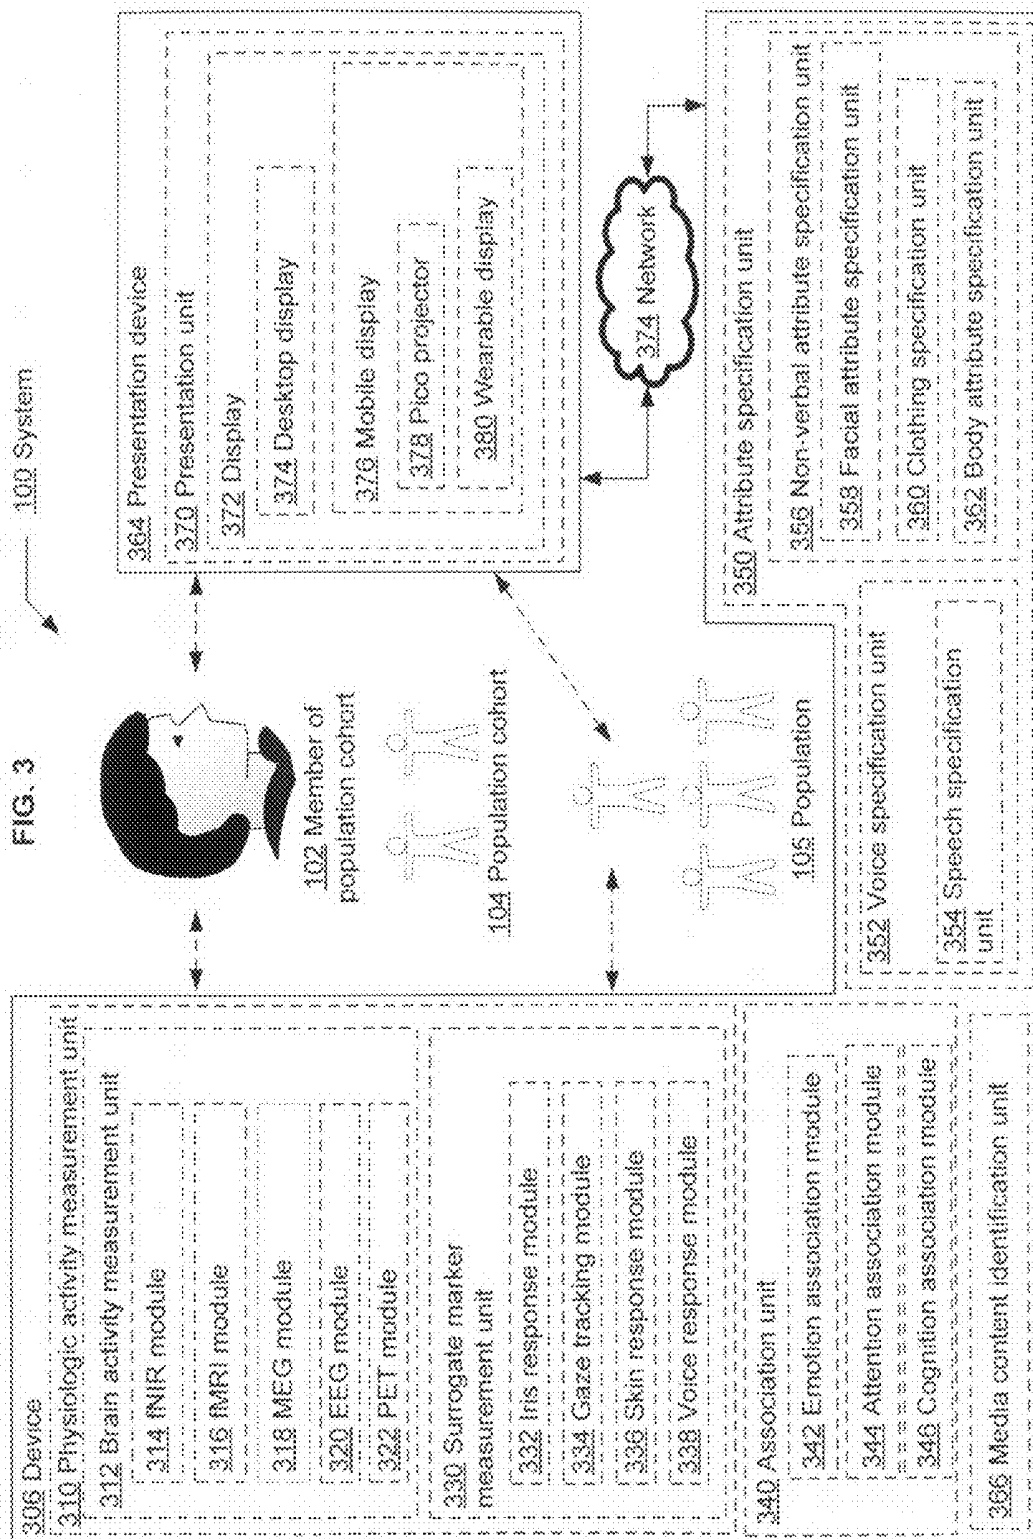 FIG. 3
100 System
306 Device
310 Physiologic activity measurement unit
312 Brain activity measurement unit
314 fNIR module
316 fMRI module
318 MEG module
320 EEG module
322 PET module
330 Surrogate marker
measurement unit
332 Iris response module
334 Gaze tracking module
336 Skin response module
338 Voice response module
340 Association unit
342 Emotion association module
344 Attention association module
346 Cognition association module
366 Media content identification unit
102 Member of
population cohort
104 Population cohort
105 Population
352 Voice specification unit
354 Speech specification
unit
364 Presentation device
370 Presentation unit
372 Display
374 Desktop display
376 Mobile display
378 Pico projector
380 Wearable display
374 Network
350 Attribute specification unit
356 Non-verbal attribute specification unit
358 Facial attribute specification unit
360 Clothing specification unit
362 Body attribute specification unit